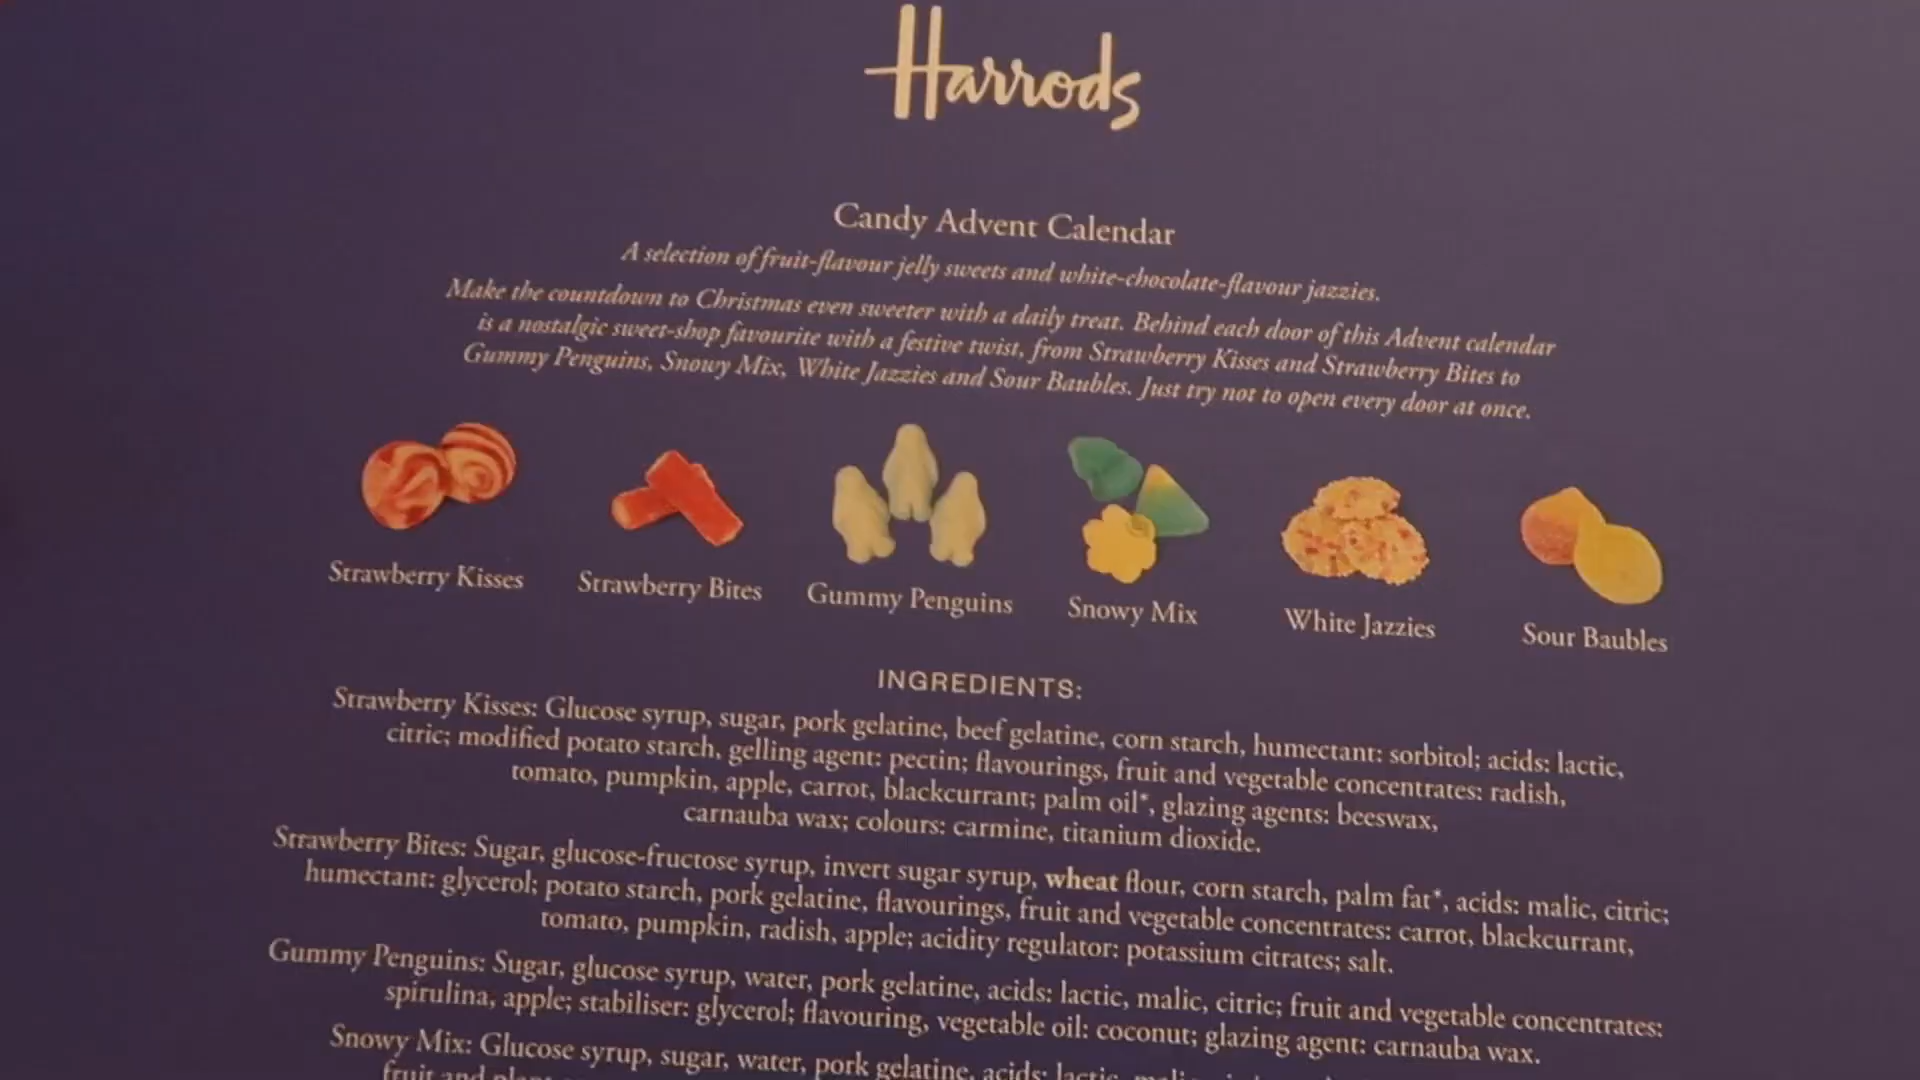 Harrods
Candy Advent Calendar
A selection of fruit-flavour jelly sweets and white-chocolate-flavour jazzies.
Make the countdown to Christmas even sweeter with a daily treat. Behind each door of this Advent calendar
is a nostalgic sweet-shop favourite with a festive twist, from Strawberry Kisses and Strawberry Bites to
Gummy Penguins, Snowy Mix, White Jazzies and Sour Baubles. Just try not to open every door at once.
Strawberry Kisses
Strawberry Bites
Gummy Penguins
Snowy Mix
White Jazzies
Sour Baubles
INGREDIENTS:
Strawberry Kisses: Glucose syrup, sugar, pork gelatine, beef gelatine, corn starch, humectant: sorbitol; acids: lactic,
citric; modified potato starch, gelling agent: pectin; flavourings, fruit and vegetable concentrates: radish,
tomato, pumpkin, apple, carrot, blackcurrant; palm oil*, glazing agents: beeswax,
carnauba wax; colours: carmine, titanium dioxide.
Strawberry Bites: Sugar, glucose-fructose syrup, invert sugar syrup, wheat flour, corn starch, palm fat*, acids: malic, citric;
humectant: glycerol; potato starch, pork gelatine, flavourings, fruit and vegetable concentrates: carrot, blackcurrant,
tomato, pumpkin, radish, apple; acidity regulator: potassium citrates; salt.
Gummy Penguins: Sugar, glucose syrup, water, pork gelatine, acids: lactic, malic, citric; fruit and vegetable concentrates:
spirulina, apple; stabiliser: glycerol; flavouring, vegetable oil: coconut; glazing agent: carnauba wax.
Snowy Mix: Glucose syrup, sugar, water, pork gelatine, acids: lactic,
fruit and